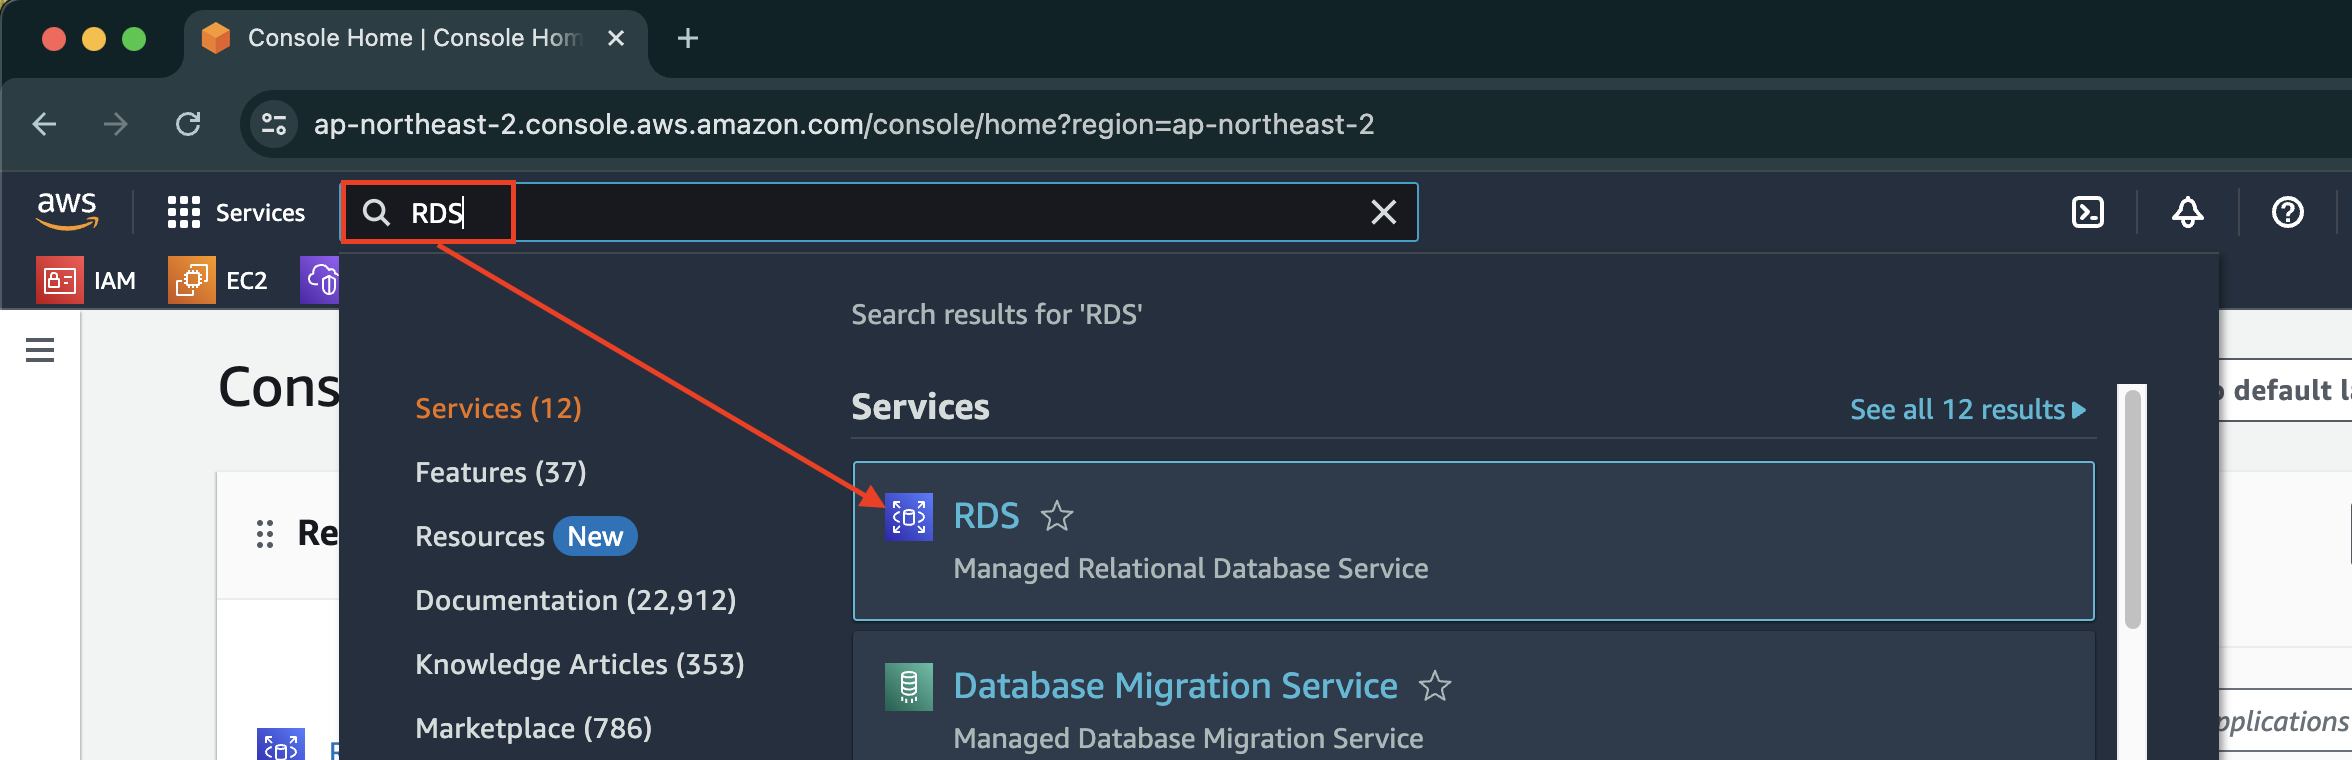 Console Home | Console Hom
ap-northeast-2.console.aws.amazon.com/console/home?region=ap-northeast-2
aws
Services
RDS
IAM
EC2
Search results for 'RDS'
Cons
Services (12)
Services
See all 12 results
default la
Features (37)
Re
RDS
Resources New
Managed Relational Database Service
Documentation (22,912)
Knowledge Articles (353)
Database Migration Service
pplications
Marketplace (786)
Managed Database Migration Service